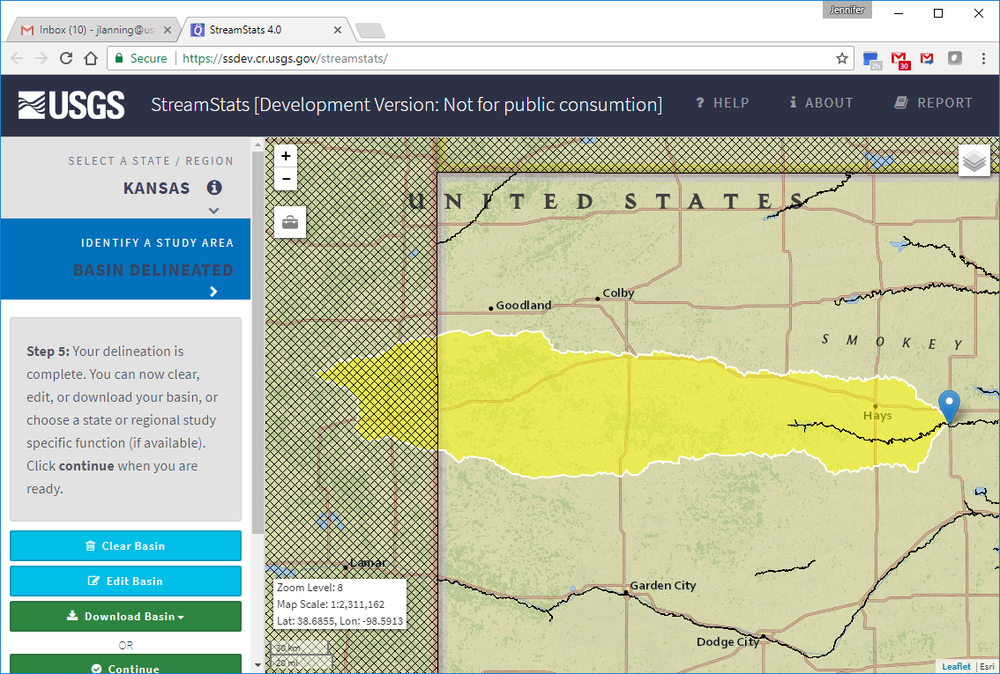 Jennifer
Inbox (10) - jlanning@us
StreamStats 4.0
Secure
https://ssdev.cr.usgs.gov/streamstats/
2h
30
USGS
StreamStats [Development Version: Not for public consumtion]
? HELP
i ABOUT
REPORT
SELECT A STATE / REGION
KANSAS
IDENTIFY A STUDY AREA
BASIN DELINEATED
Step 5: Your delineation is
complete. You can now clear,
edit, or download your basin, or
choose a state or regional study
specific function (if available).
Click continue when you are
ready.
Clear Basin
Edit Basin
Download Basin
OR
Continue
+
−
UNITED STATES
Colby
Goodland
SMOKEY
Hays
Lamar
Garden City
Dodge City
Zoom Level: 8
Map Scale: 1:2,311,162
Lat: 38.6855, Lon: -98.5913
30 km
20 mi
Leaflet | Esri